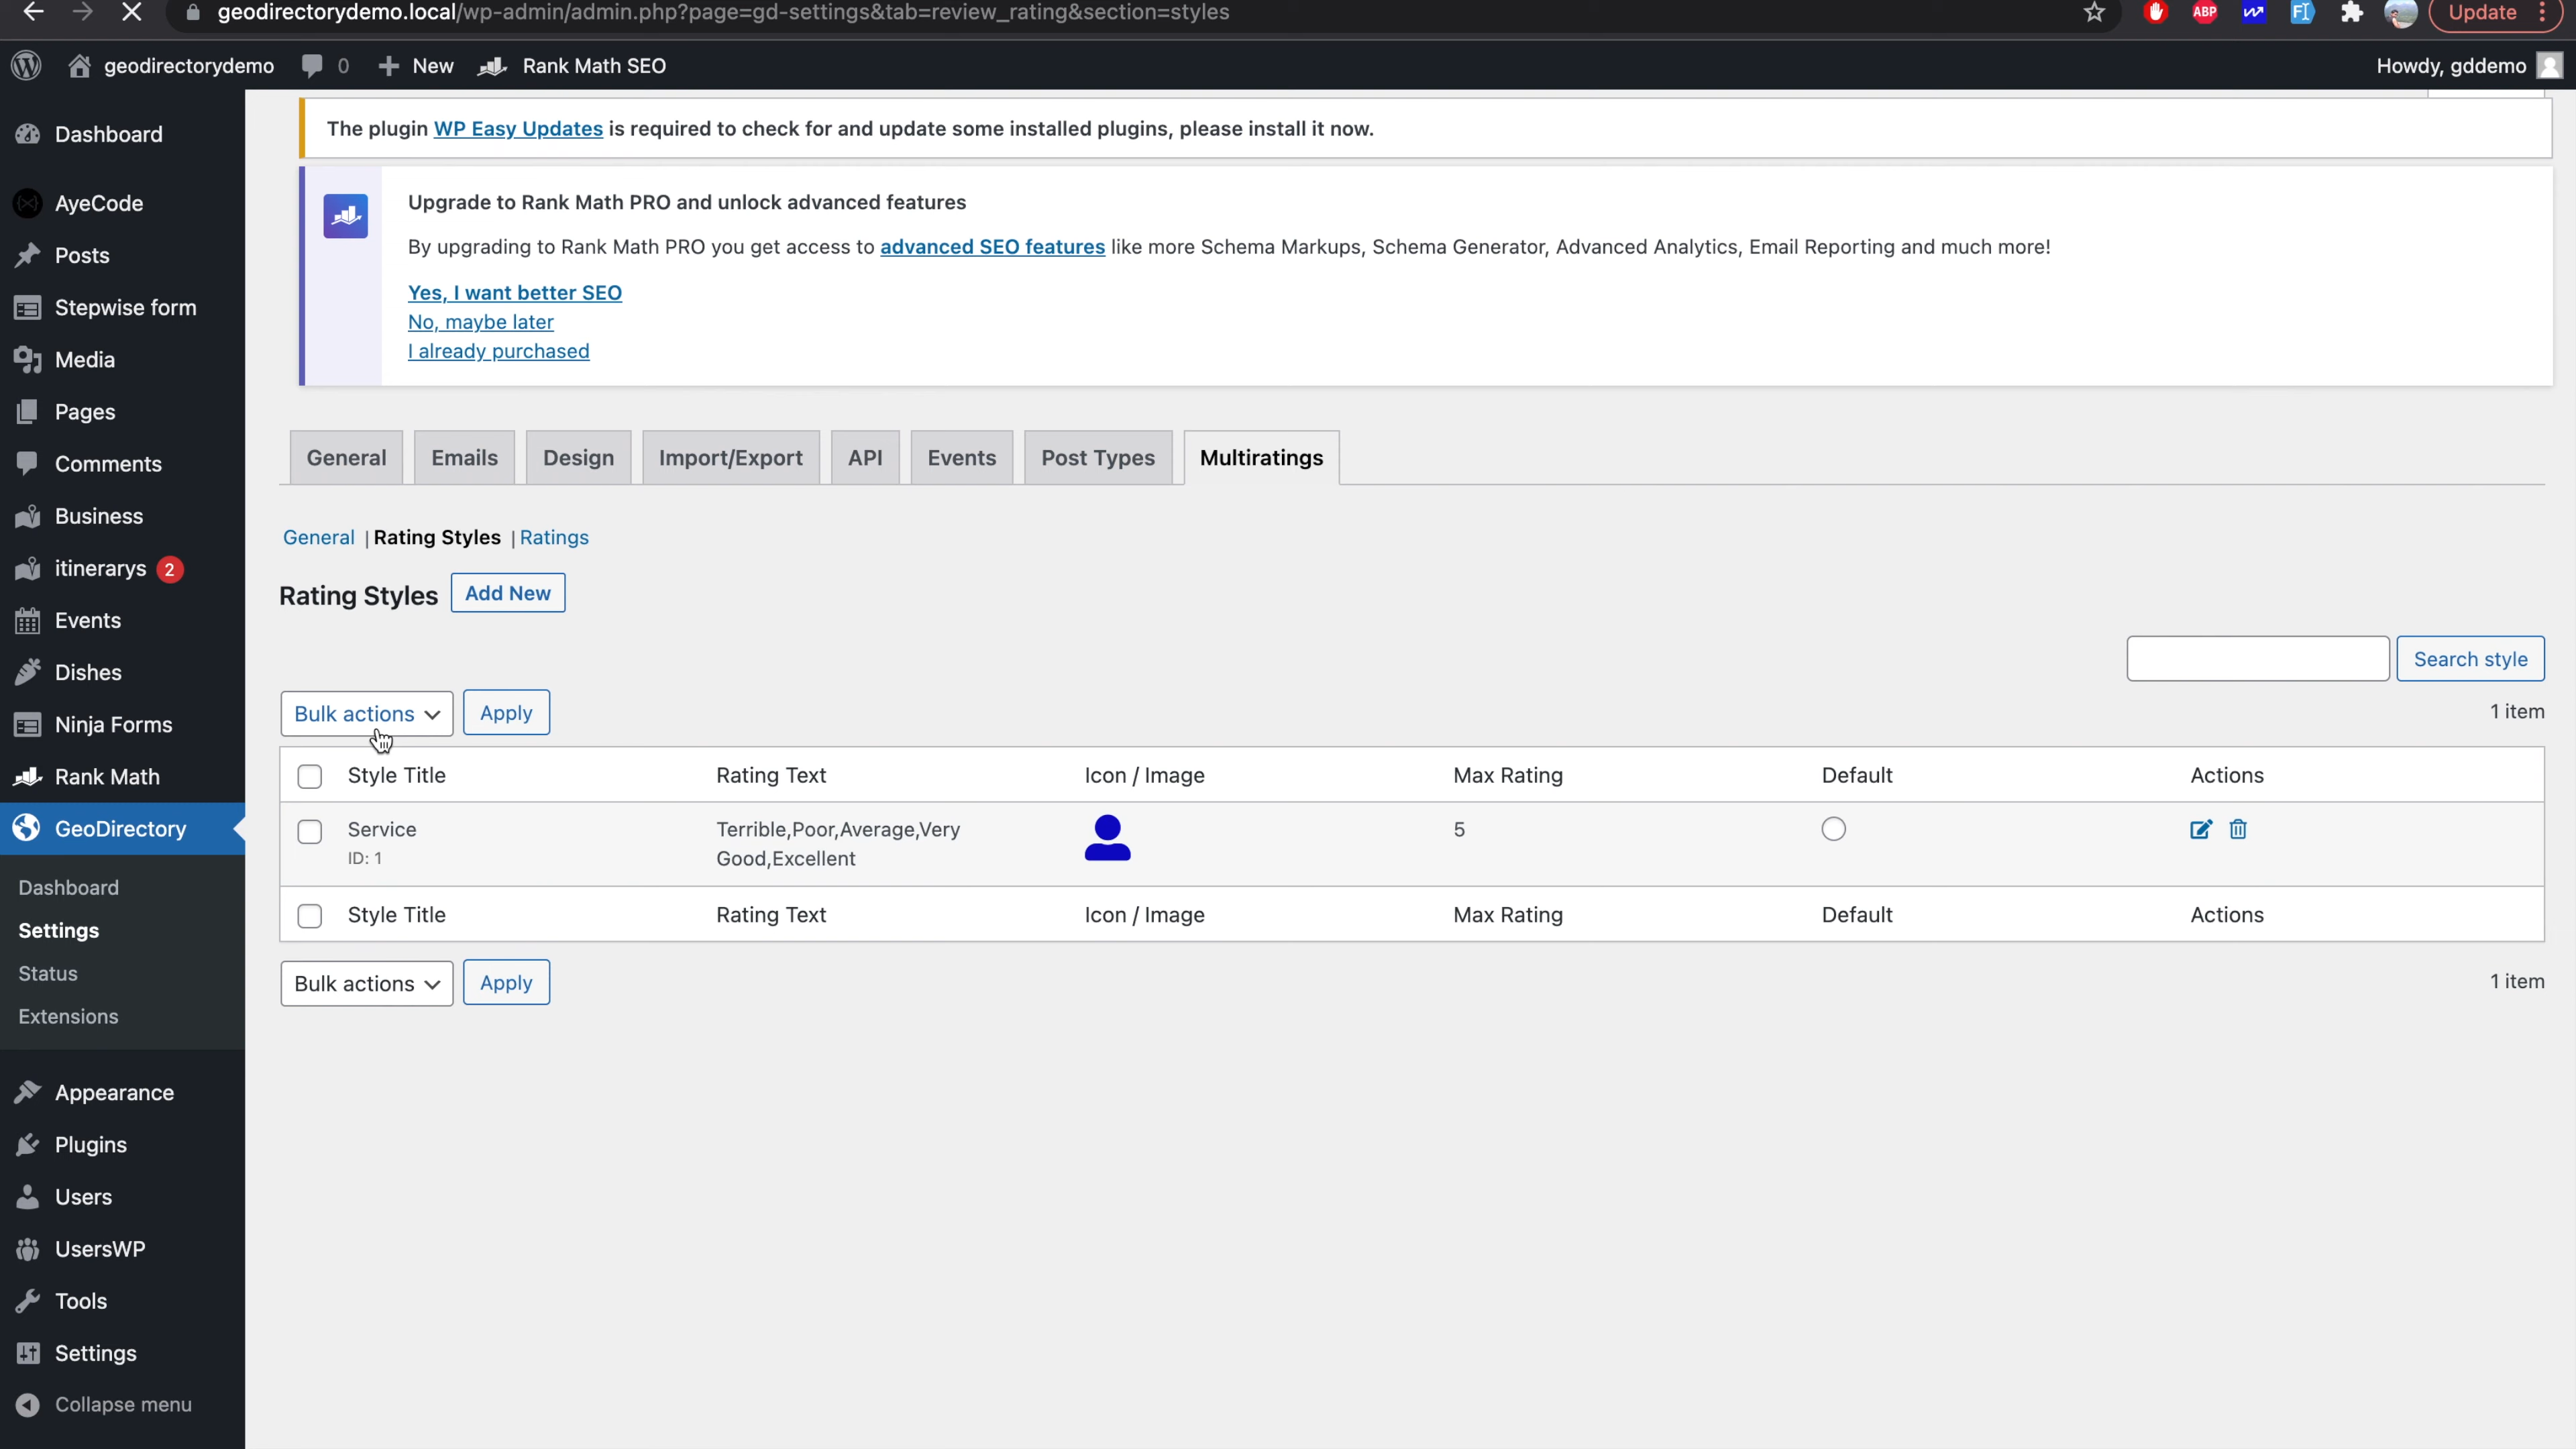 geodirectorydemo.local/wp-admin/admin.php?page=gd-settings&tab=review_rating&section=styles
ABP
Update
geodirectorydemo
0
New
Rank Math SEO
Howdy, gddemo
Dashboard
AyeCode
Posts
Stepwise form
Media
Pages
Comments
Business
itinerarys 2
Events
Dishes
Ninja Forms
Rank Math
GeoDirectory
Dashboard
Settings
Status
Extensions
Appearance
Plugins
Users
UsersWP
Tools
Settings
Collapse menu
The plugin WP Easy Updates is required to check for and update some installed plugins, please install it now.
Upgrade to Rank Math PRO and unlock advanced features
By upgrading to Rank Math PRO you get access to advanced SEO features like more Schema Markups, Schema Generator, Advanced Analytics, Email Reporting and much more!
Yes, I want better SEO
No, maybe later
I already purchased
General Emails Design Import/Export API Events Post Types Multiratings
General | Rating Styles | Ratings
Rating Styles Add New
Search style
Bulk actions Apply 1 item
Style Title Rating Text Icon / Image Max Rating Default Actions
Service Terrible,Poor,Average,Very 5
ID: 1 Good,Excellent
Style Title Rating Text Icon / Image Max Rating Default Actions
Bulk actions Apply 1 item